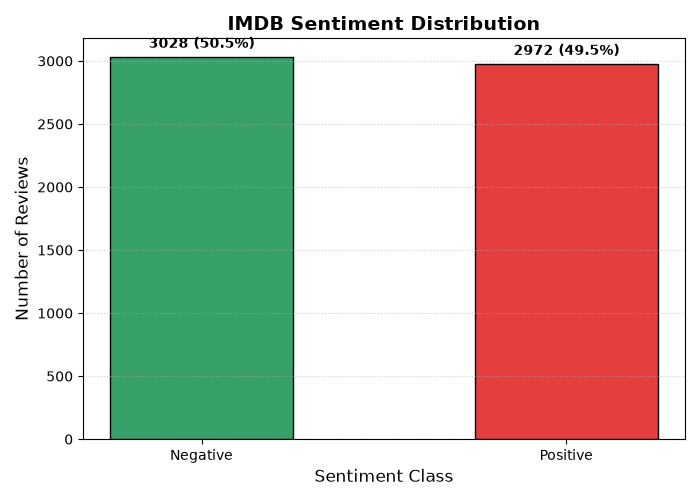 IMDB Sentiment Distribution
3028 (50.5%)
2972 (49.5%)
3000
2500
2000
1500
1000
500
0
Number of Reviews
Negative
Positive
Sentiment Class